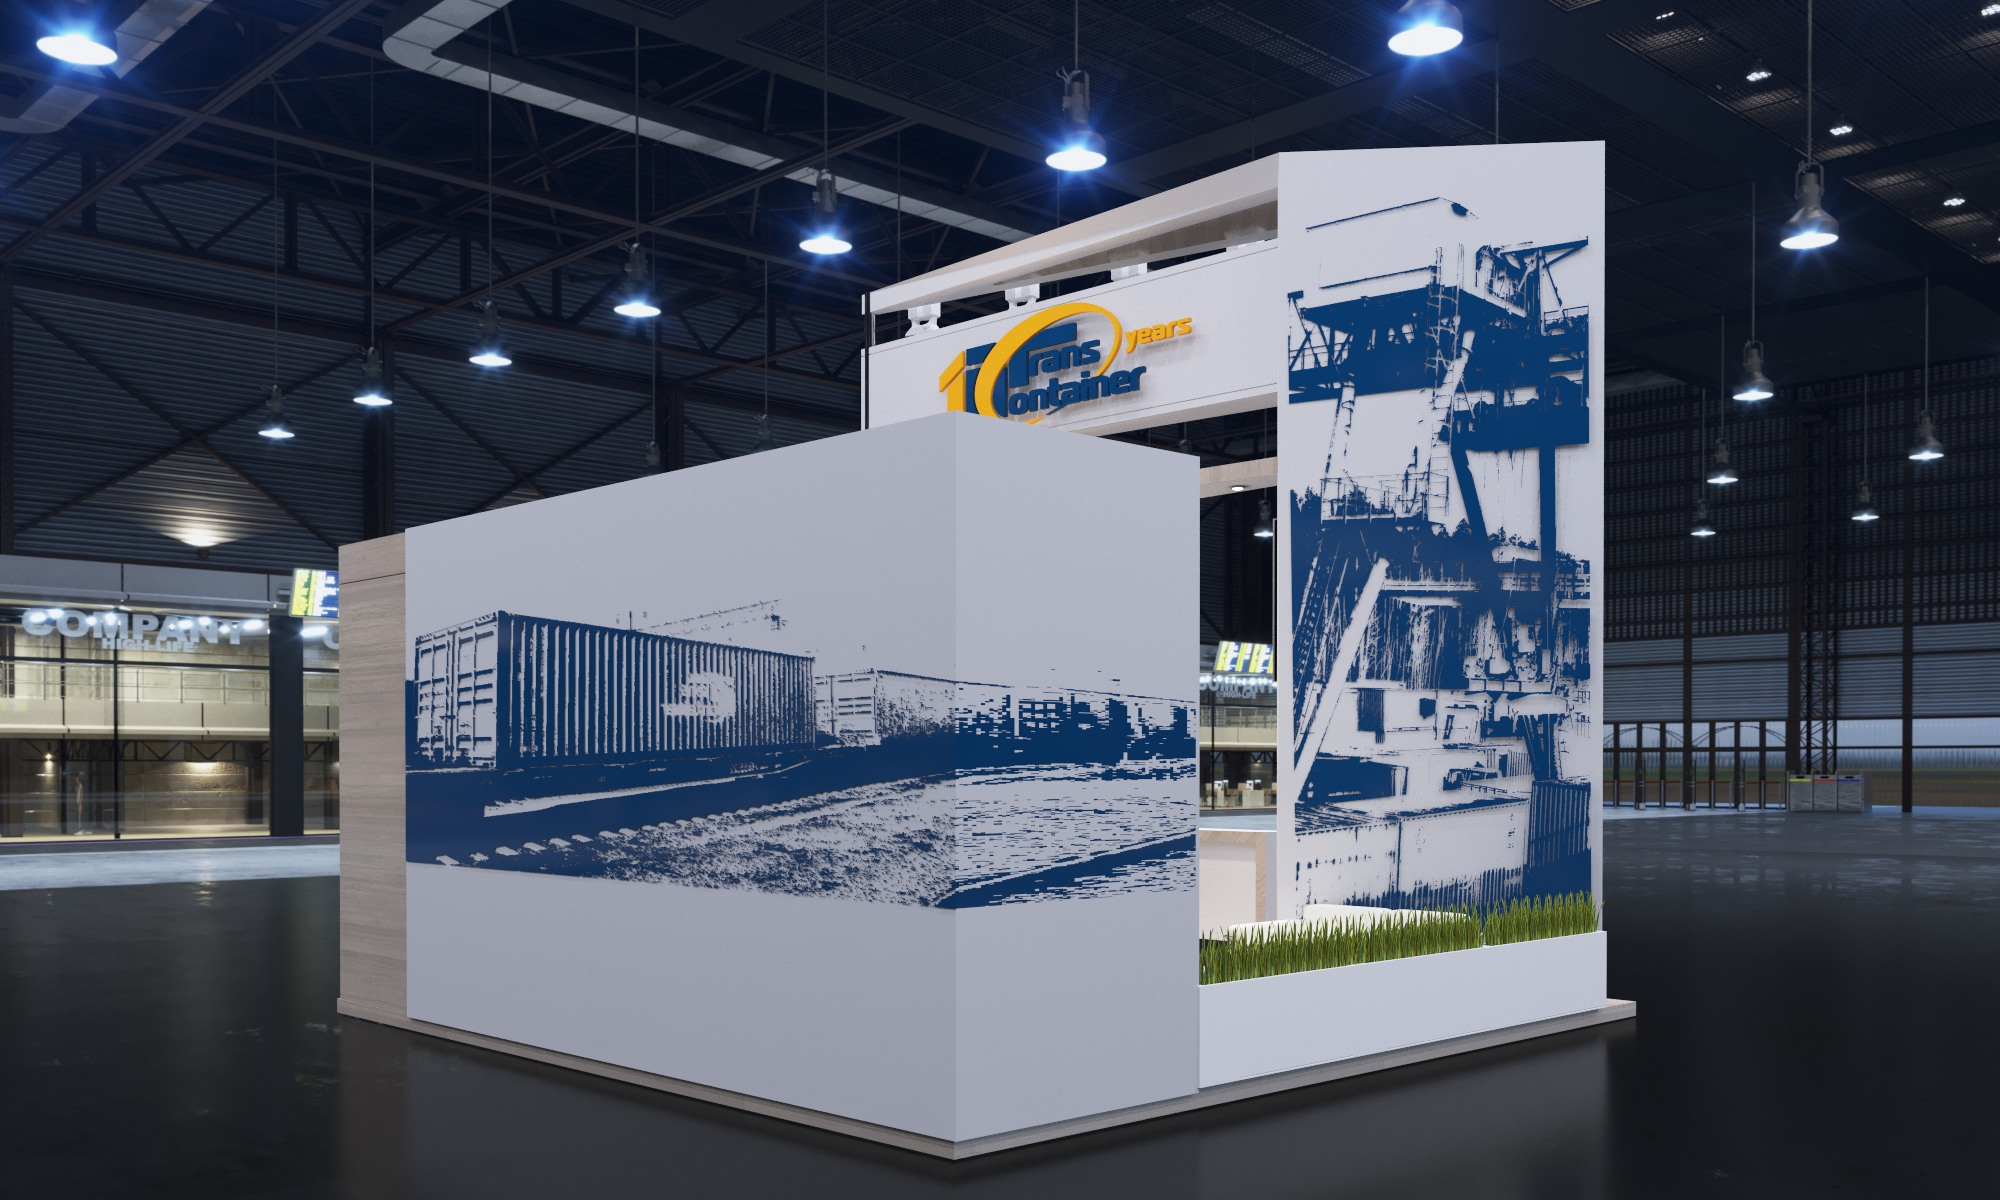 10 years
Trans
Container
COMPANY
HIGH LIFE